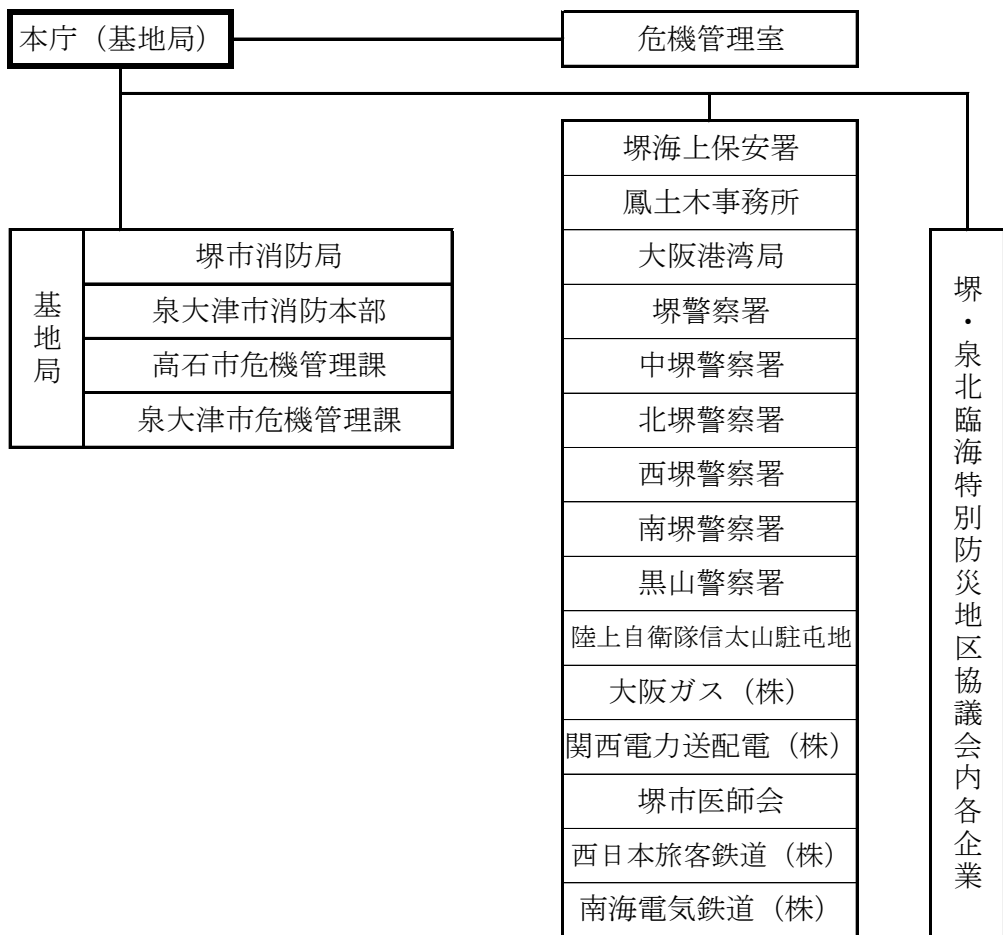 本庁（基地局）
危機管理室
基地局
堺市消防局
泉大津市消防本部
高石市危機管理課
泉大津市危機管理課
堺海上保安署
鳳土木事務所
大阪港湾局
堺警察署
中堺警察署
北堺警察署
西堺警察署
南堺警察署
黒山警察署
陸上自衛隊信太山駐屯地
大阪ガス（株）
関西電力送配電（株）
堺市医師会
西日本旅客鉄道（株）
南海電気鉄道（株）
堺・泉北臨海特別防災地区協議会内各企業